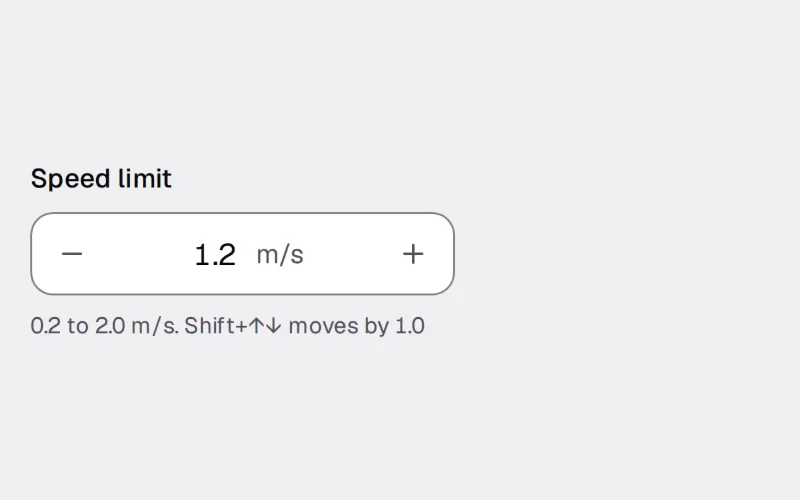 Speed limit
− 1.2 m/s +
0.2 to 2.0 m/s. Shift+↑↓ moves by 1.0